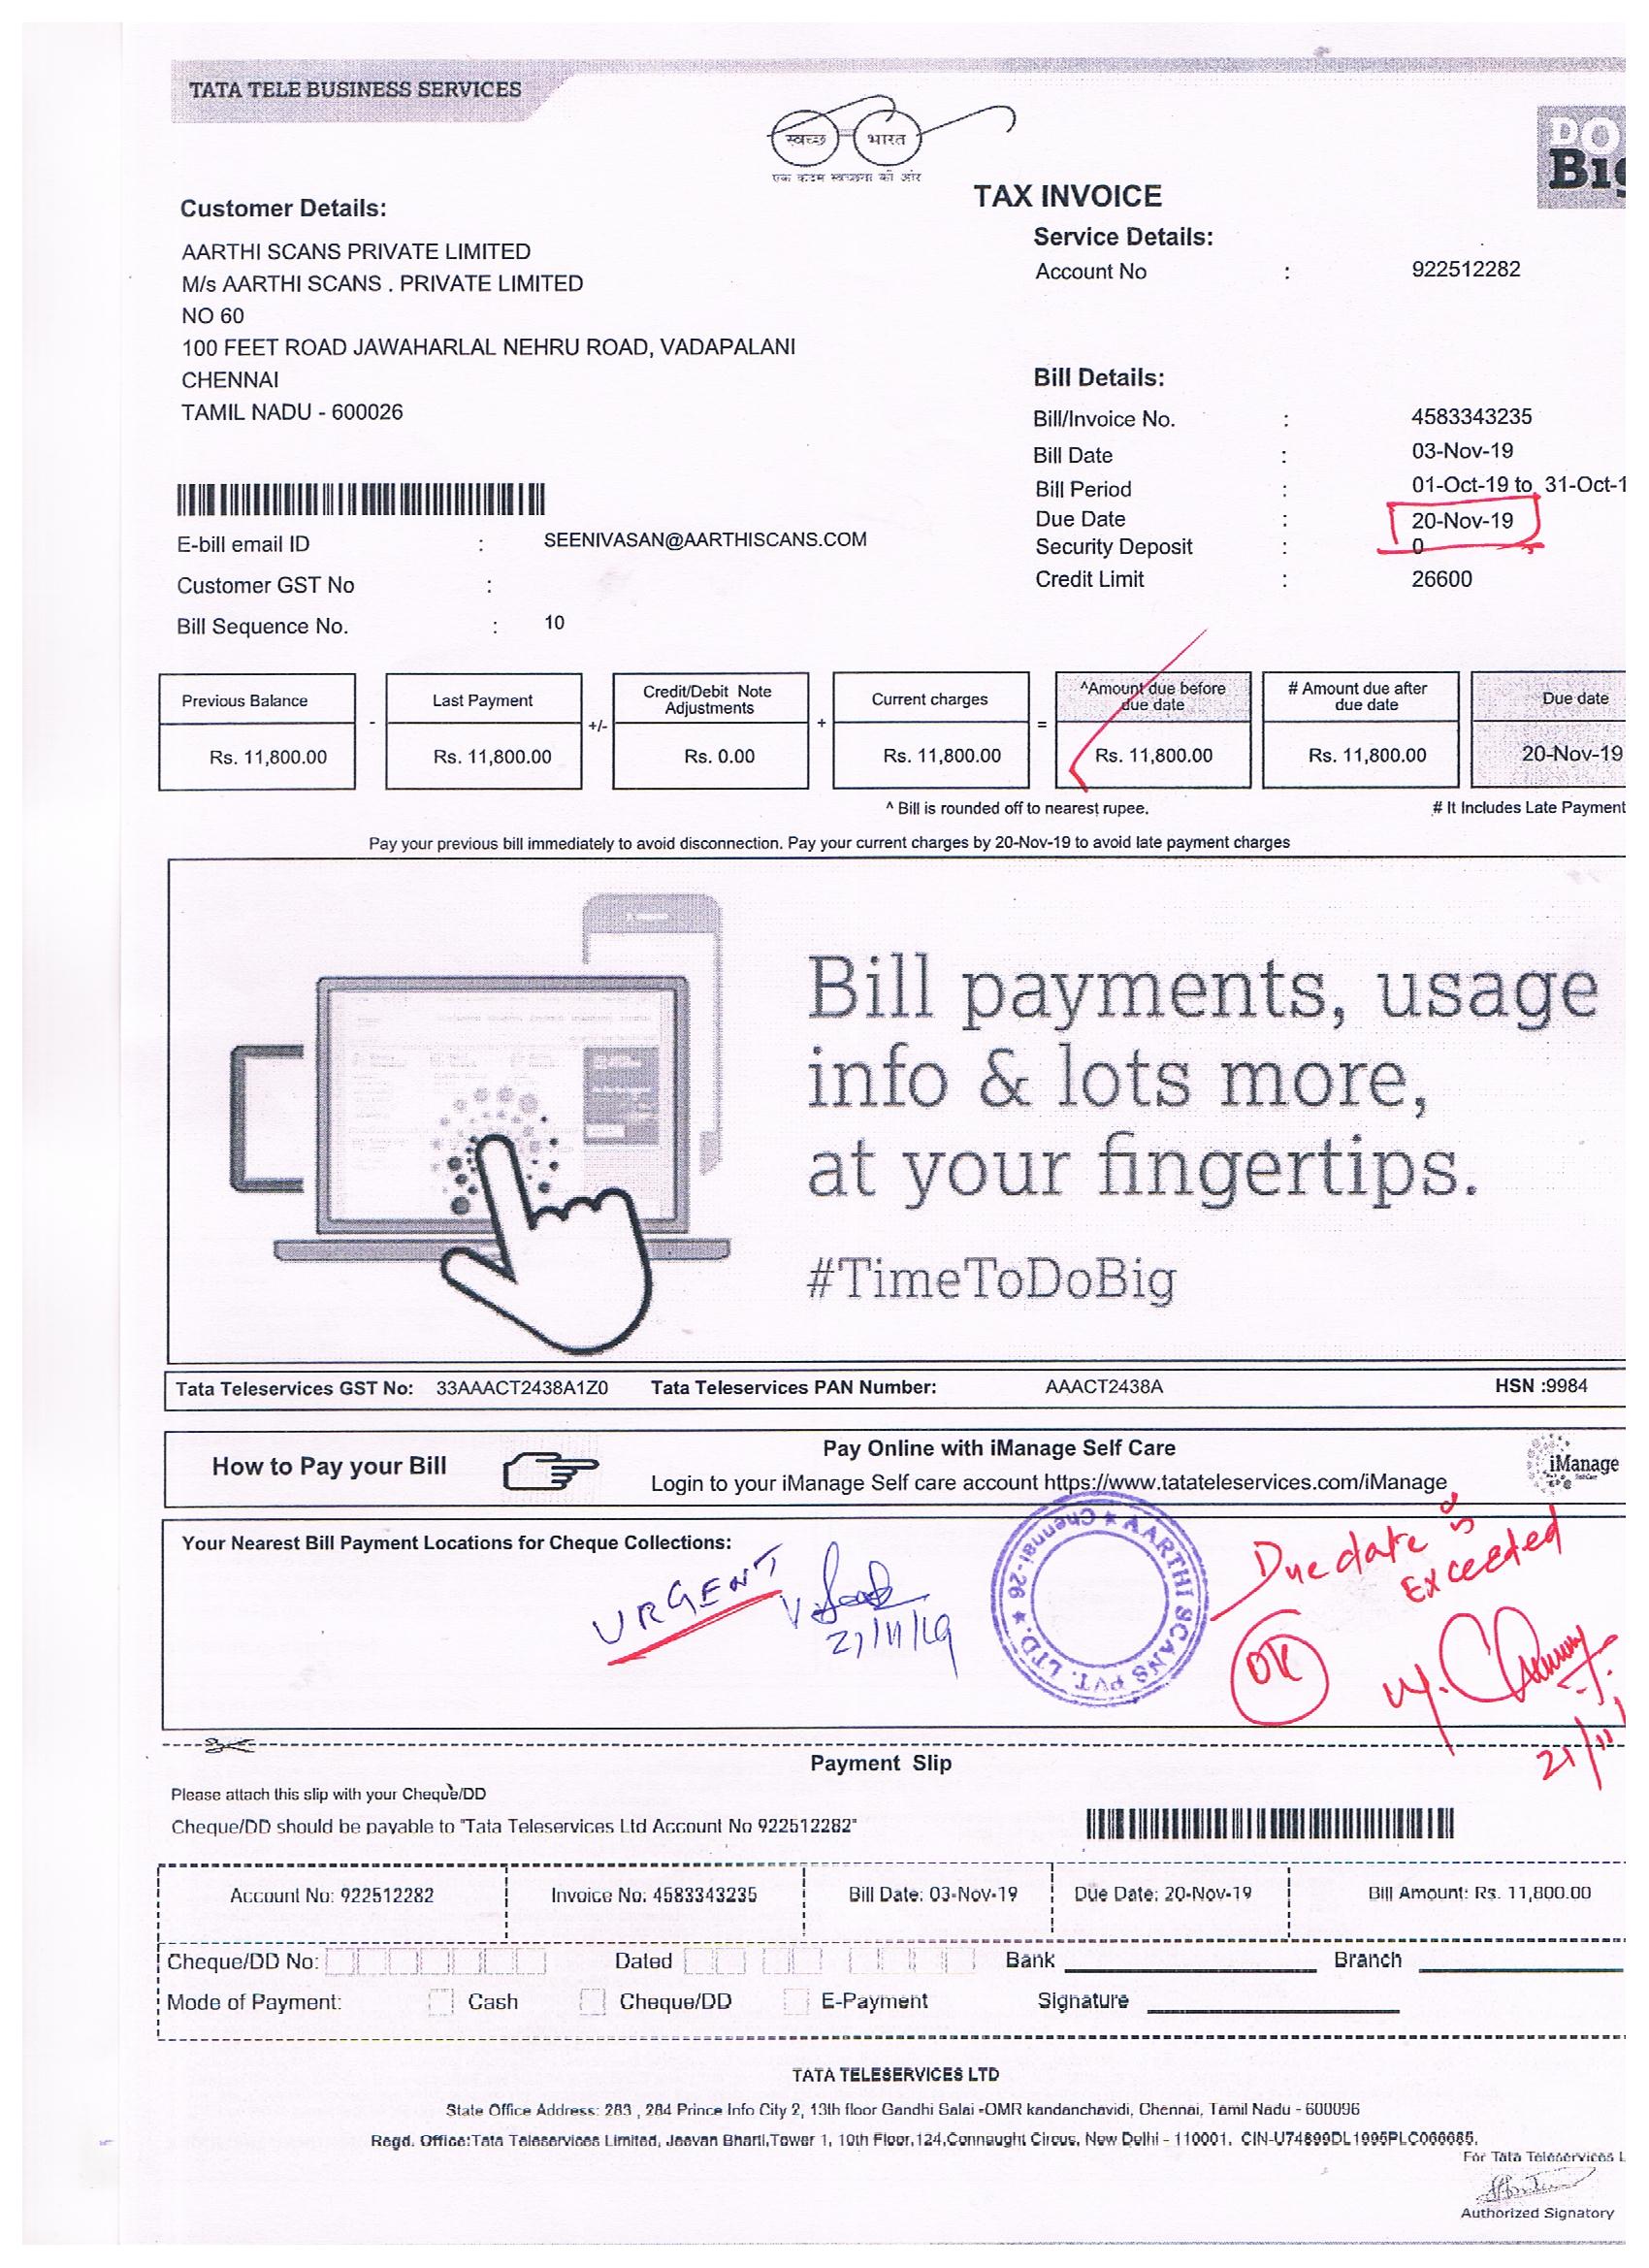 TATA TELE BUSINESS SERVICES
स्वच्छ भारत
एक कदम स्वच्छता की ओर
DO
Big
TAX INVOICE
Customer Details:
AARTHI SCANS PRIVATE LIMITED
M/s AARTHI SCANS . PRIVATE LIMITED
NO 60
100 FEET ROAD JAWAHARLAL NEHRU ROAD, VADAPALANI
CHENNAI
TAMIL NADU - 600026
Service Details:
Account No : 922512282
Bill Details:
Bill/Invoice No. : 4583343235
Bill Date : 03-Nov-19
Bill Period : 01-Oct-19 to 31-Oct-1
Due Date : 20-Nov-19
Security Deposit : 0
Credit Limit : 26600
E-bill email ID : SEENIVASAN@AARTHISCANS.COM
Customer GST No :
Bill Sequence No. : 10
Previous Balance - Last Payment +/- Credit/Debit Note Adjustments + Current charges = ^Amount due before due date # Amount due after due date Due date
Rs. 11,800.00 Rs. 11,800.00 Rs. 0.00 Rs. 11,800.00 Rs. 11,800.00 Rs. 11,800.00 20-Nov-19
^ Bill is rounded off to nearest rupee. # It Includes Late Payment
Pay your previous bill immediately to avoid disconnection. Pay your current charges by 20-Nov-19 to avoid late payment charges
Bill payments, usage
info & lots more,
at your fingertips.
#TimeToDoBig
Tata Teleservices GST No: 33AAACT2438A1Z0 Tata Teleservices PAN Number: AAACT2438A HSN :9984
How to Pay your Bill
Pay Online with iManage Self Care
Login to your iManage Self care account https://www.tatateleservices.com/iManage
iManage
Your Nearest Bill Payment Locations for Cheque Collections:
URGENT
21/11/19
AARTHI SCANS PVT. LTD. ★ Chennai-26 ★
Due date is
Exceeded
OK
21/11
Payment Slip
Please attach this slip with your Cheque/DD
Cheque/DD should be payable to "Tata Teleservices Ltd Account No 922512282"
Account No: 922512282 Invoice No: 4583343235 Bill Date: 03-Nov-19 Due Date: 20-Nov-19 Bill Amount: Rs. 11,800.00
Cheque/DD No: Dated Bank Branch
Mode of Payment: Cash Cheque/DD E-Payment Signature
TATA TELESERVICES LTD
State Office Address: 283 , 284 Prince Info City 2, 13th floor Gandhi Salai -OMR kandanchavidi, Chennai, Tamil Nadu - 600096
Regd. Office:Tata Teleservices Limited, Jeevan Bharti,Tower 1, 10th Floor,124,Connaught Circus, New Delhi - 110001, CIN-U74899DL1995PLC066685,
For Tata Teleservices L
Authorized Signatory